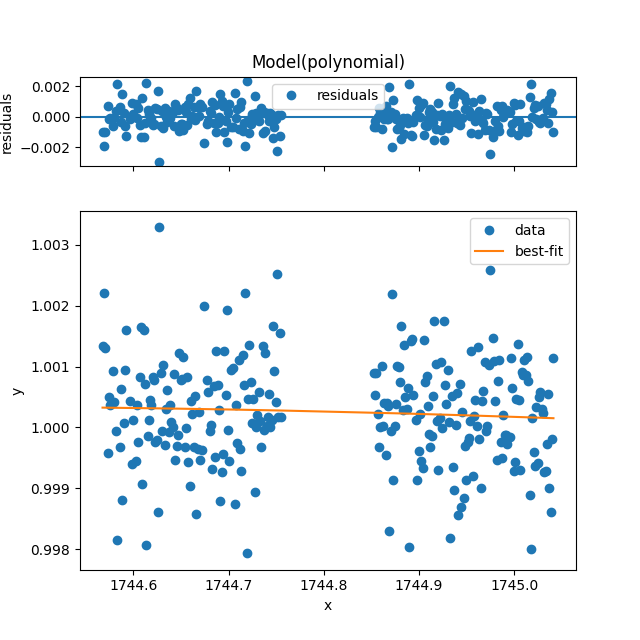 Model(polynomial)
0.002
0.000
−0.002
residuals
residuals
1.003
1.002
1.001
1.000
0.999
0.998
y
data
best-fit
1744.6 1744.7 1744.8 1744.9 1745.0
x